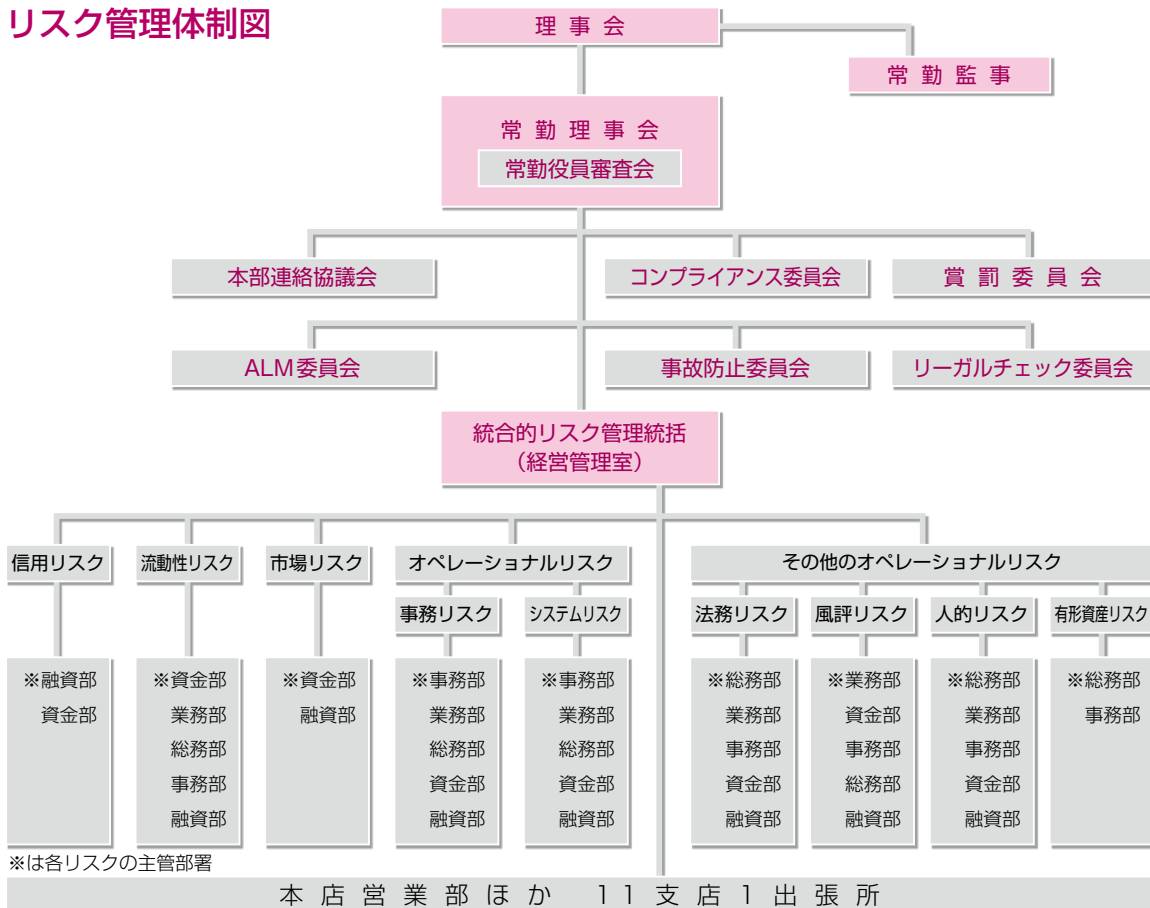 リスク管理体制図
理事会
常勤監事
常勤理事会
常勤役員審査会
本部連絡協議会
コンプライアンス委員会
賞罰委員会
ALM委員会
事故防止委員会
リーガルチェック委員会
統合的リスク管理統括
（経営管理室）
信用リスク
流動性リスク
市場リスク
オペレーショナルリスク
その他のオペレーショナルリスク
事務リスク
システムリスク
法務リスク
風評リスク
人的リスク
有形資産リスク
※融資部
資金部
※資金部
業務部
総務部
事務部
融資部
※資金部
融資部
※事務部
業務部
総務部
資金部
融資部
※事務部
業務部
総務部
資金部
融資部
※総務部
業務部
事務部
資金部
融資部
※業務部
資金部
事務部
総務部
融資部
※総務部
業務部
事務部
資金部
融資部
※総務部
事務部
※は各リスクの主管部署
本店営業部ほか 11支店1出張所